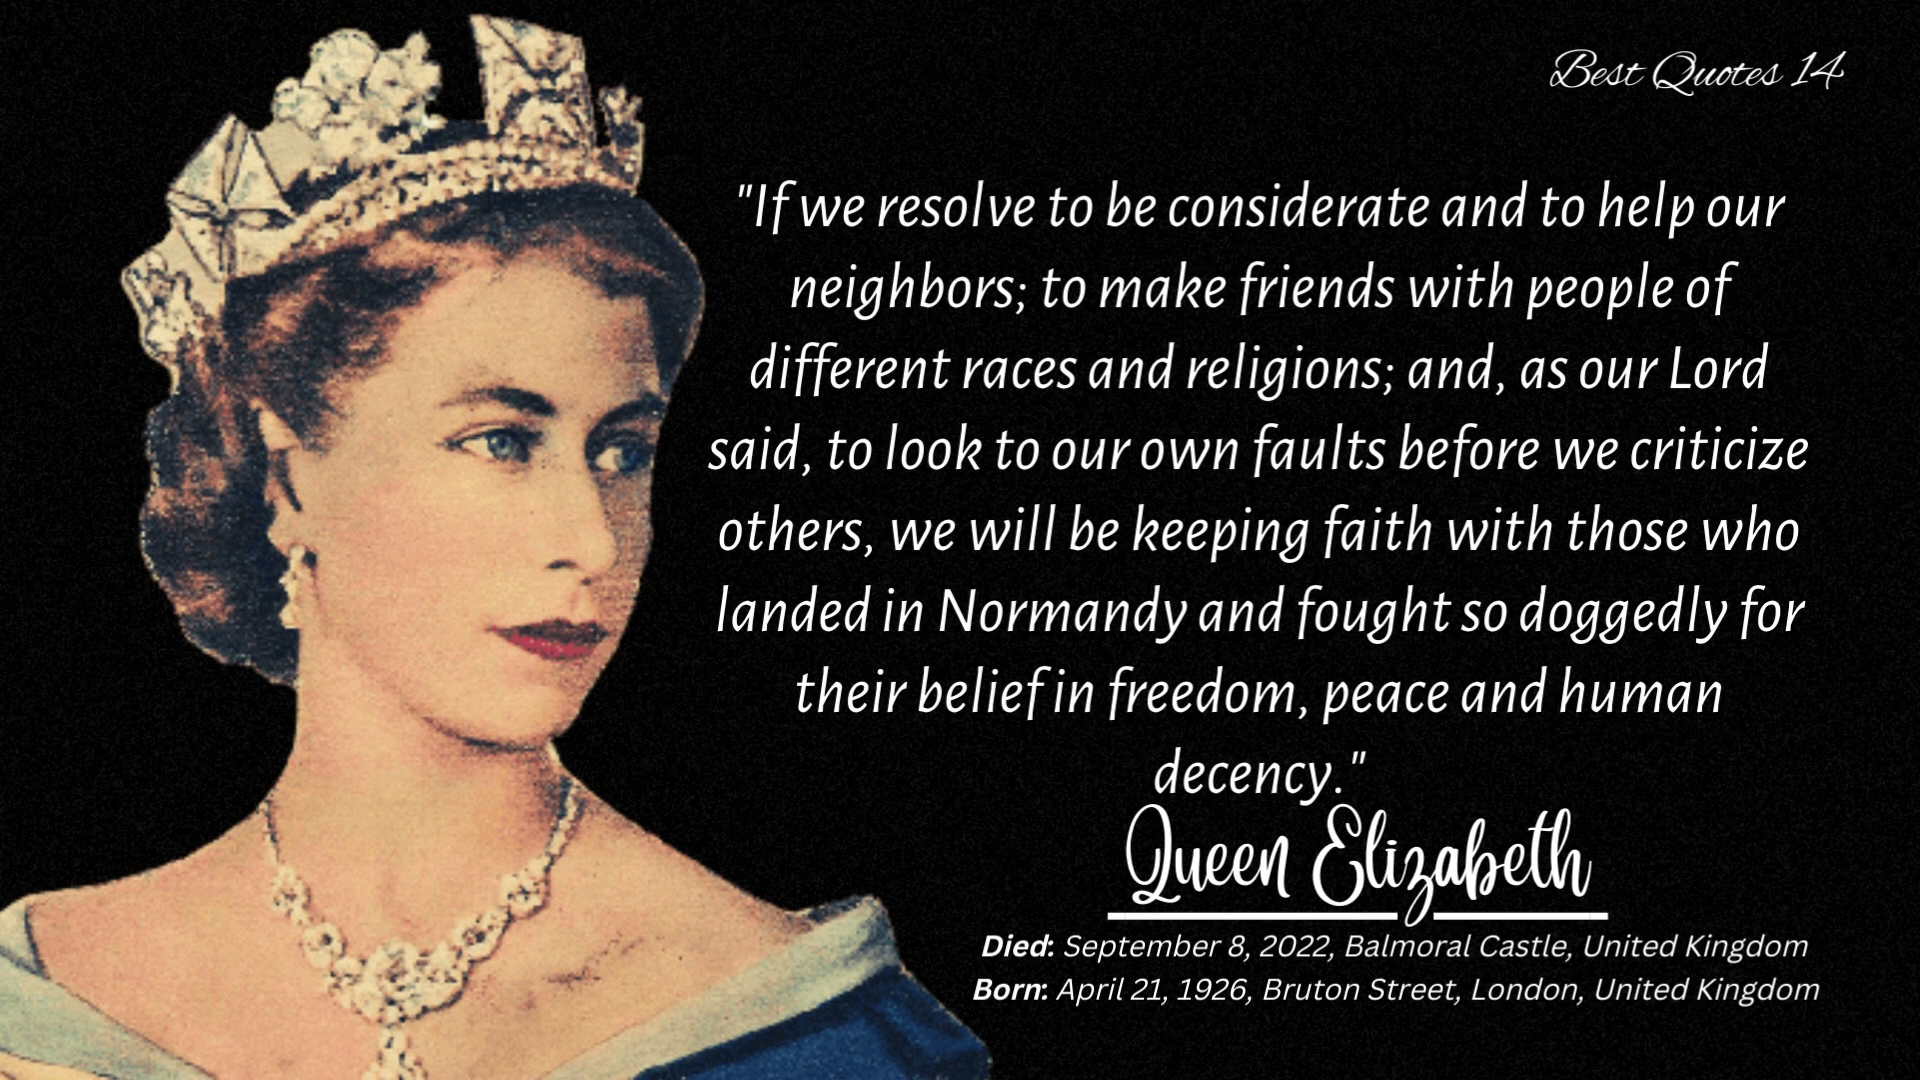 Best Quotes 14
"If we resolve to be considerate and to help our
neighbors; to make friends with people of
different races and religions; and, as our Lord
said, to look to our own faults before we criticize
others, we will be keeping faith with those who
landed in Normandy and fought so doggedly for
their belief in freedom, peace and human
decency."
Queen Elizabeth
Died: September 8, 2022, Balmoral Castle, United Kingdom
Born: April 21, 1926, Bruton Street, London, United Kingdom